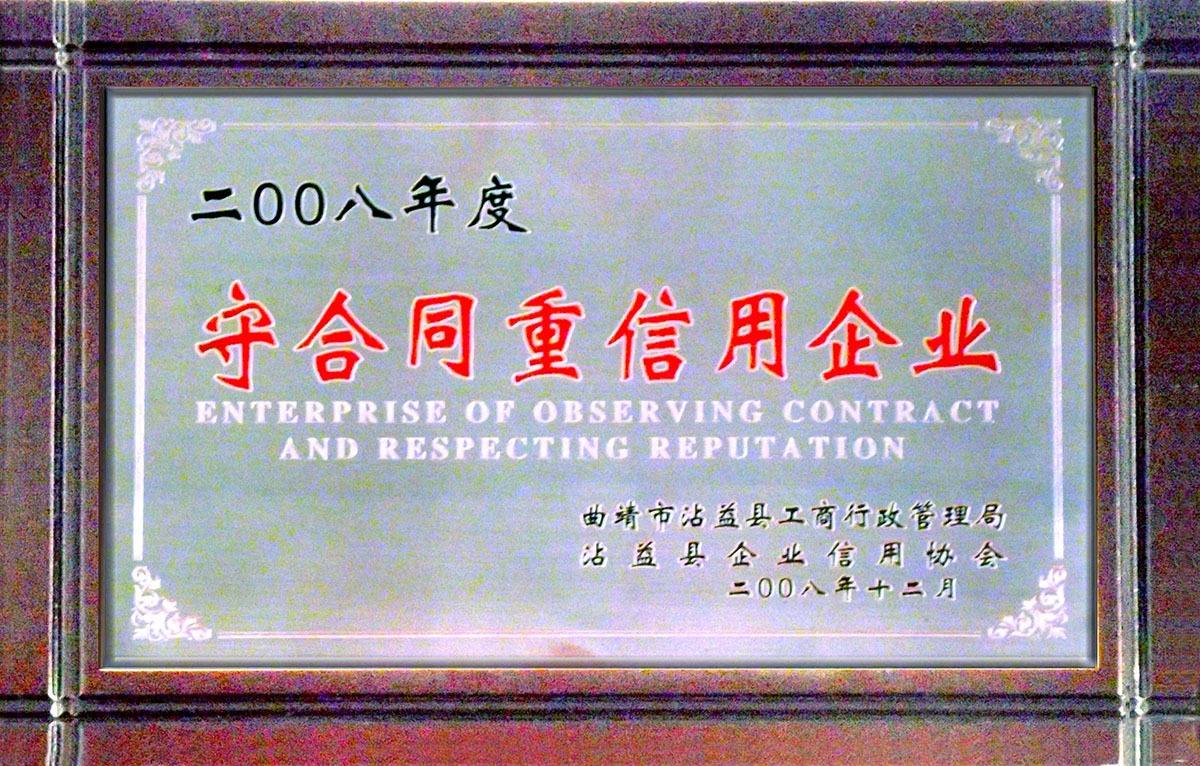 二00八年度
守合同重信用企业
ENTERPRISE OF OBSERVING CONTRACT
AND RESPECTING REPUTATION
曲靖市沾益县工商行政管理局
沾益县企业信用协会
二00八年十二月